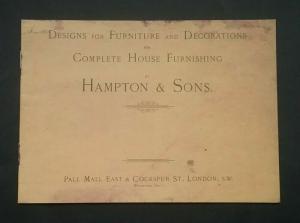 DESIGNS FOR FURNITURE AND DECORATIONS
FOR
COMPLETE HOUSE FURNISHING
BY
HAMPTON & SONS.
PALL MALL EAST & COCKSPUR ST. LONDON, S.W.